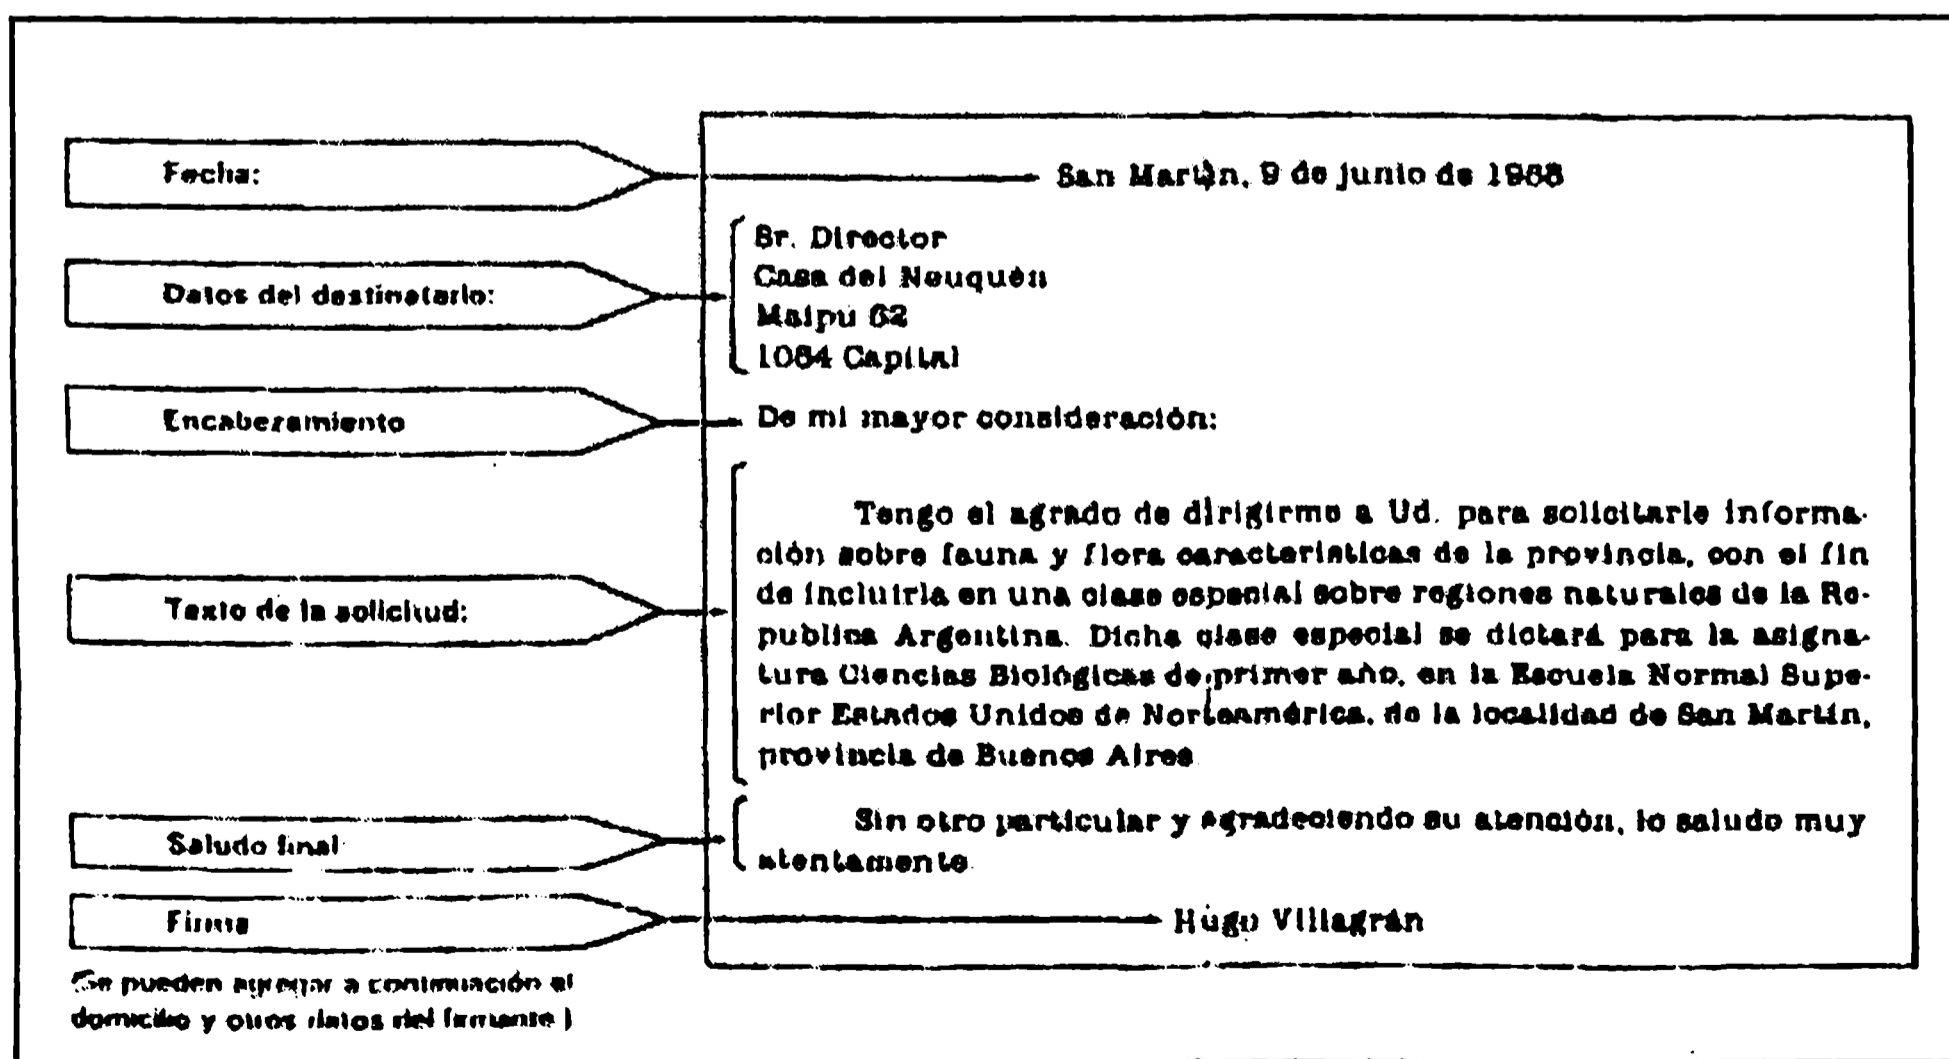 Fecha:
San Martín, 9 de junio de 1988
Datos del destinatario:
Sr. Director
Casa del Neuquén
Maipú 62
1084 Capital
Encabezamiento
De mi mayor consideración:
Texto de la solicitud:
Tengo el agrado de dirigirme a Ud. para solicitarle informa-
ción sobre fauna y flora características de la provincia, con el fin
de incluirla en una clase especial sobre regiones naturales de la Re-
publica Argentina. Dicha clase especial se dictará para la asigna-
tura Ciencias Biológicas de primer año, en la Escuela Normal Supe-
rior Estados Unidos de Norteamérica, de la localidad de San Martín,
provincia de Buenos Aires
Saludo final
Sin otro particular y agradeciendo su atención, lo saludo muy
atentamente
Firma
Hugo Villagrán
(Se pueden agregar a continuación el
domicilio y otros datos del firmante)